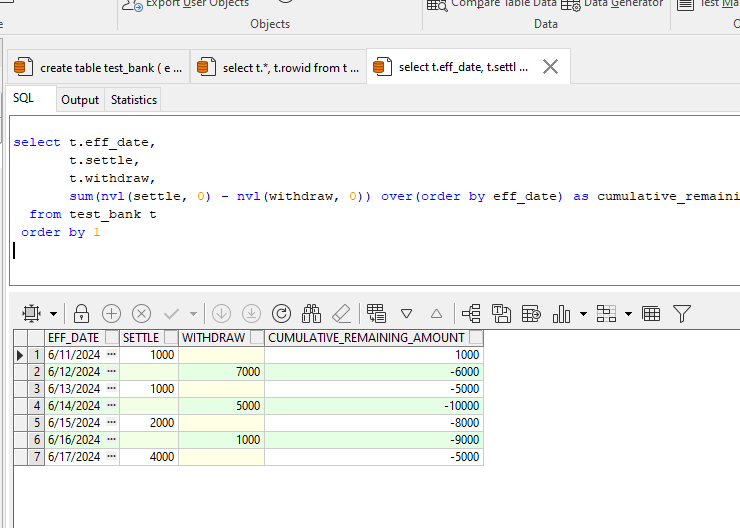 Export User Objects
Compare Table Data
Data Generator
Objects
Data
create table test_bank ( e ...
select t.*, t.rowid from t ...
select t.eff_date, t.settl ...
SQL
Output
Statistics
select t.eff_date,
t.settle,
t.withdraw,
sum(nvl(settle, 0) - nvl(withdraw, 0)) over(order by eff_date) as cumulative_remaini
from test_bank t
order by 1
EFF_DATE SETTLE WITHDRAW CUMULATIVE_REMAINING_AMOUNT
1 6/11/2024 ... 1000 1000
2 6/12/2024 ... 7000 -6000
3 6/13/2024 ... 1000 -5000
4 6/14/2024 ... 5000 -10000
5 6/15/2024 ... 2000 -8000
6 6/16/2024 ... 1000 -9000
7 6/17/2024 ... 4000 -5000